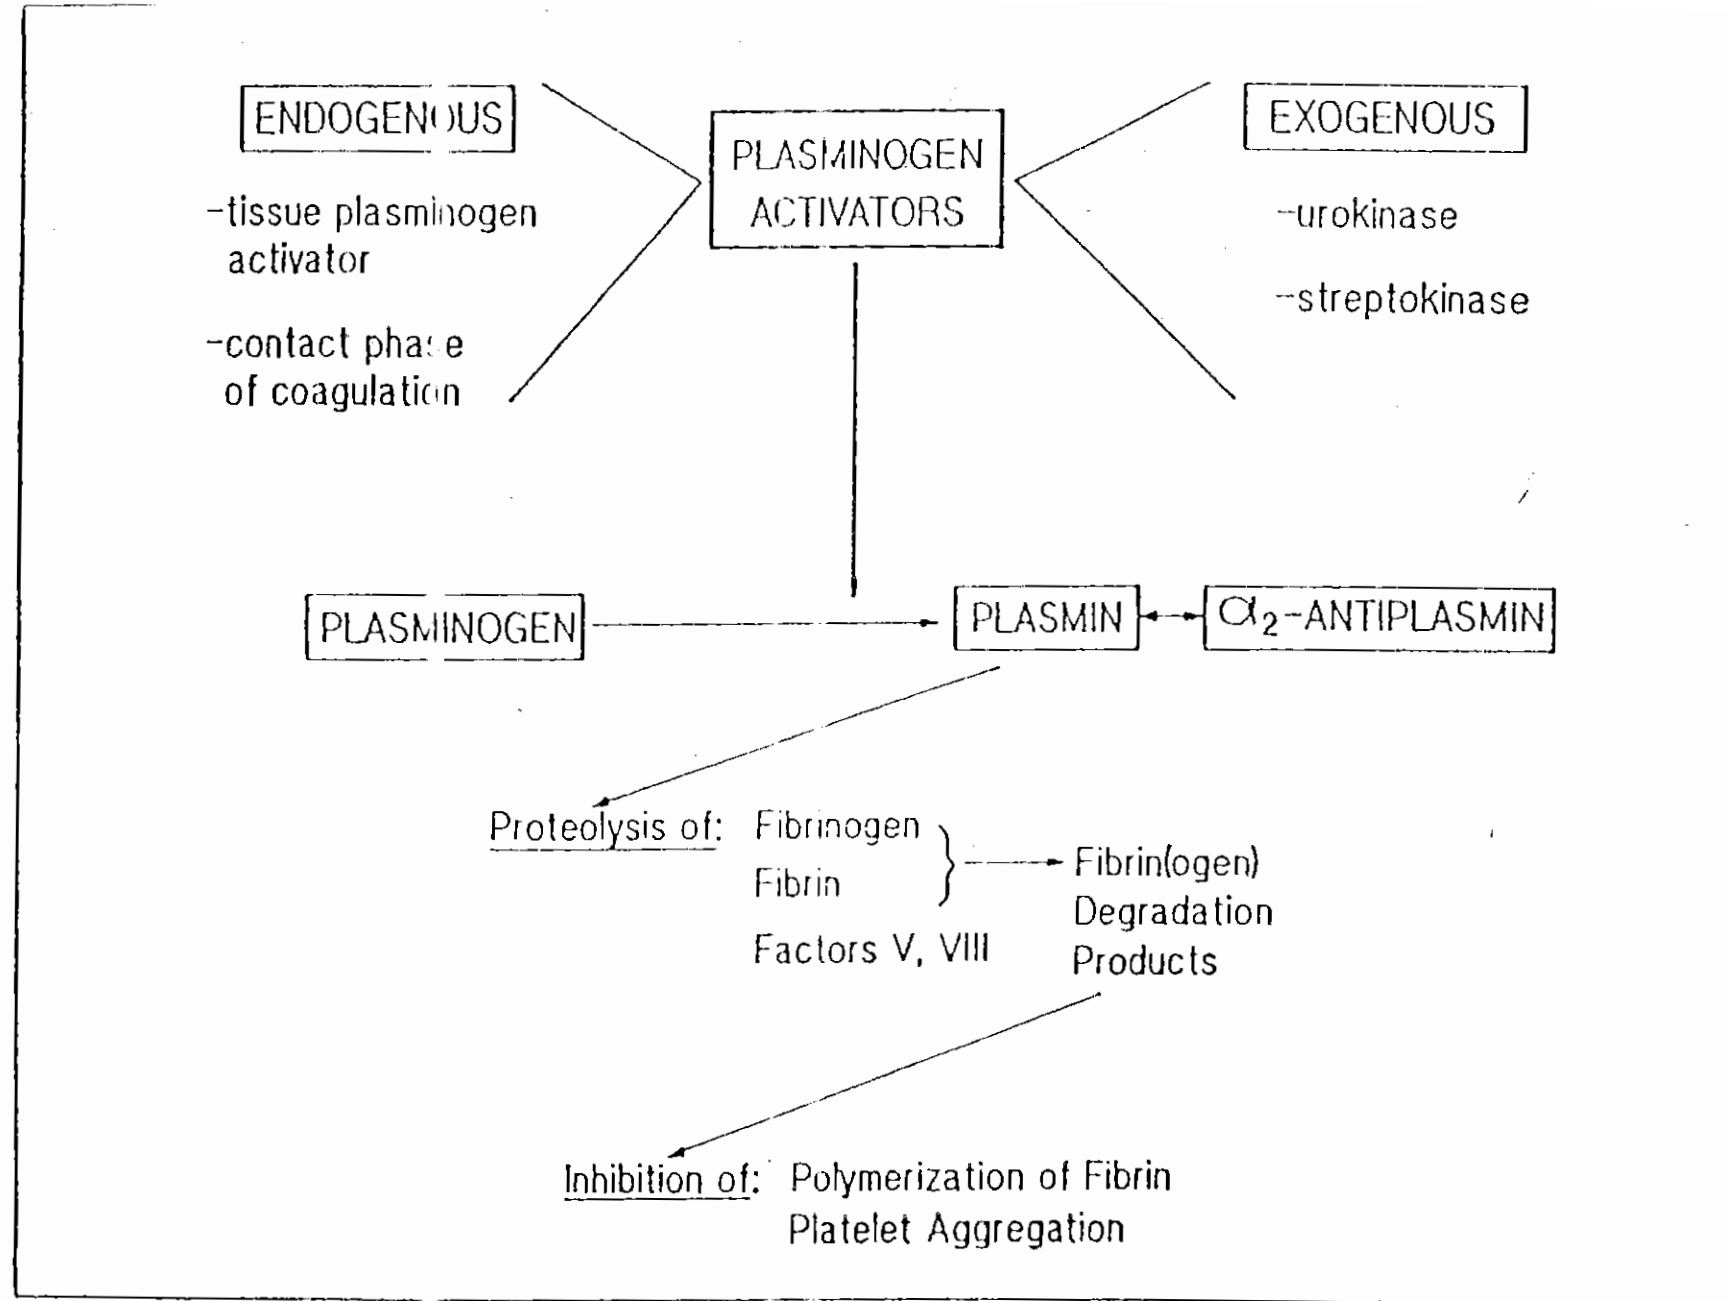 ENDOGENOUS
-tissue plasminogen
activator
-contact phase
of coagulation
PLASMINOGEN
ACTIVATORS
EXOGENOUS
-urokinase
-streptokinase
PLASMINOGEN
PLASMIN
α₂-ANTIPLASMIN
Proteolysis of: Fibrinogen
Fibrin
Factors V, VIII
Fibrin(ogen)
Degradation
Products
Inhibition of: Polymerization of Fibrin
Platelet Aggregation